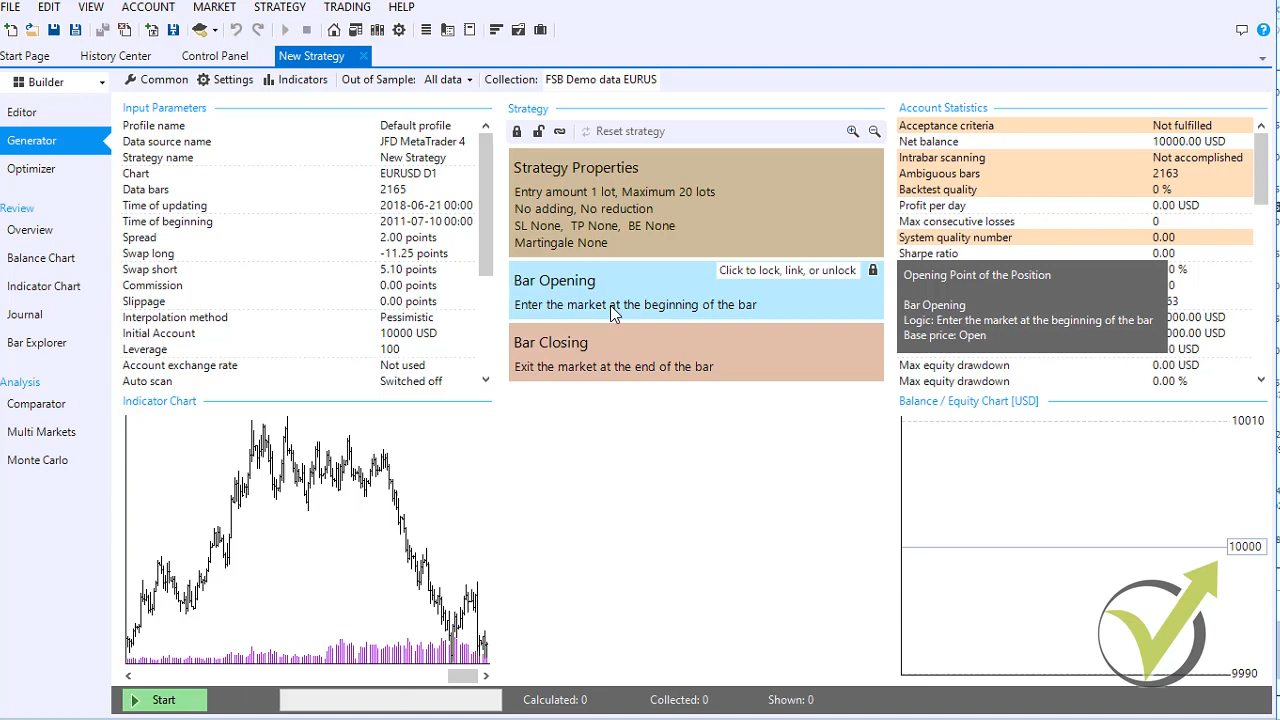 FILE EDIT VIEW ACCOUNT MARKET STRATEGY TRADING HELP
Start Page History Center Control Panel New Strategy
Builder
Common Settings Indicators Out of Sample: All data Collection: FSB Demo data EURUS
Editor
Generator
Optimizer
Review
Overview
Balance Chart
Indicator Chart
Journal
Bar Explorer
Analysis
Comparator
Multi Markets
Monte Carlo
Input Parameters
Profile name Default profile
Data source name JFD MetaTrader 4
Strategy name New Strategy
Chart EURUSD D1
Data bars 2165
Time of updating 2018-06-21 00:00
Time of beginning 2011-07-10 00:00
Spread 2.00 points
Swap long -11.25 points
Swap short 5.10 points
Commission 0.00 points
Slippage 0.00 points
Interpolation method Pessimistic
Initial Account 10000 USD
Leverage 100
Account exchange rate Not used
Auto scan Switched off
Indicator Chart
Strategy
Reset strategy
Strategy Properties
Entry amount 1 lot, Maximum 20 lots
No adding, No reduction
SL None, TP None, BE None
Martingale None
Bar Opening
Click to lock, link, or unlock
Enter the market at the beginning of the bar
Bar Closing
Exit the market at the end of the bar
Account Statistics
Acceptance criteria Not fulfilled
Net balance 10000.00 USD
Intrabar scanning Not accomplished
Ambiguous bars 2163
Backtest quality 0 %
Profit per day 0.00 USD
Max consecutive losses 0
System quality number 0.00
Sharpe ratio 0.00
Opening Point of the Position
Bar Opening
Logic: Enter the market at the beginning of the bar
Base price: Open
Max equity drawdown 0.00 USD
Max equity drawdown 0.00 %
Balance / Equity Chart [USD]
10010
10000
9990
Start Calculated: 0 Collected: 0 Shown: 0